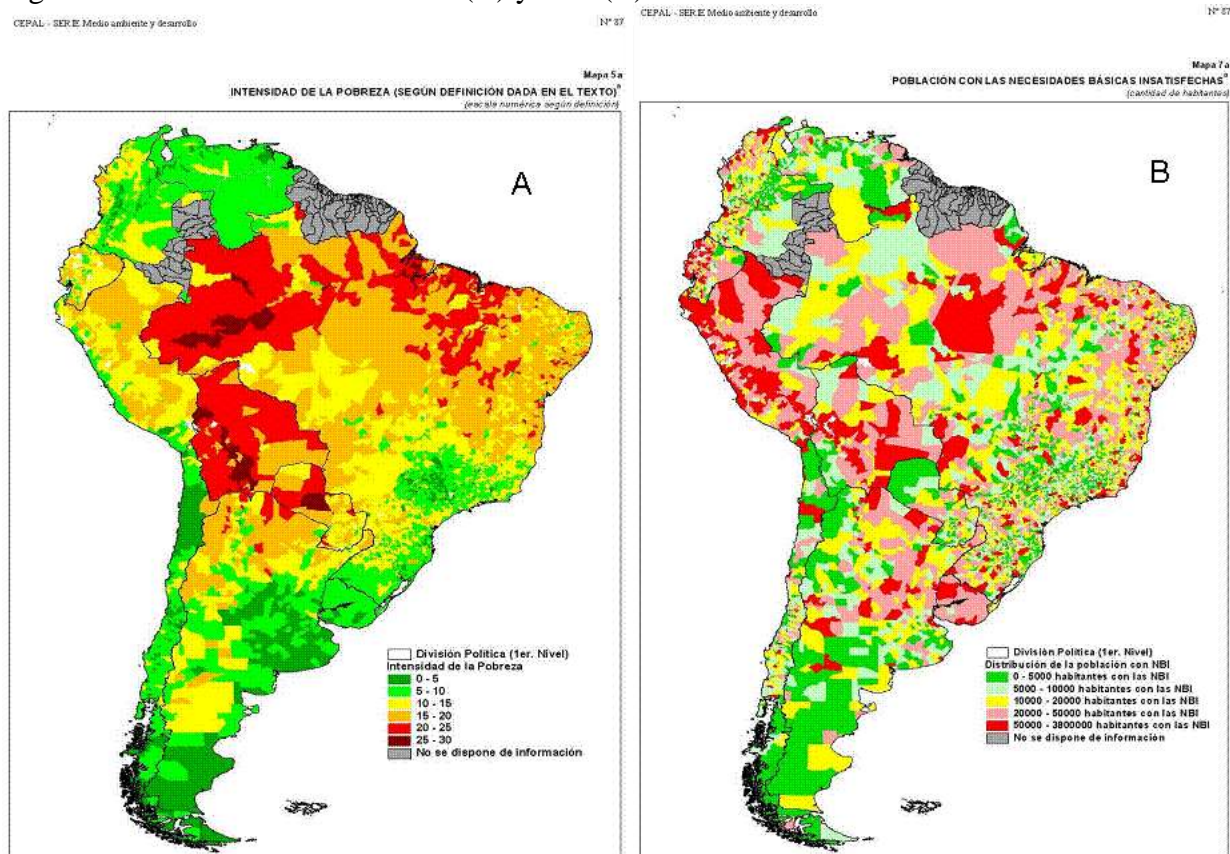 CEPAL - SERIE Medio ambiente y desarrollo
N° 87
Mapa 5a
INTENSIDAD DE LA POBREZA (SEGÚN DEFINICIÓN DADA EN EL TEXTO)a
(escala numérica según definición)
A
División Política (1er. Nivel)
Intensidad de la Pobreza
0 - 5
5 - 10
10 - 15
15 - 20
20 - 25
25 - 30
No se dispone de información
CEPAL - SERIE Medio ambiente y desarrollo
N° 87
Mapa 7a
POBLACIÓN CON LAS NECESIDADES BÁSICAS INSATISFECHASa
(cantidad de habitantes)
B
División Política (1er. Nivel)
Distribución de la población con NBI
0 - 5000 habitantes con las NBI
5000 - 10000 habitantes con las NBI
10000 - 20000 habitantes con las NBI
20000 - 50000 habitantes con las NBI
50000 - 3800000 habitantes con las NBI
No se dispone de información